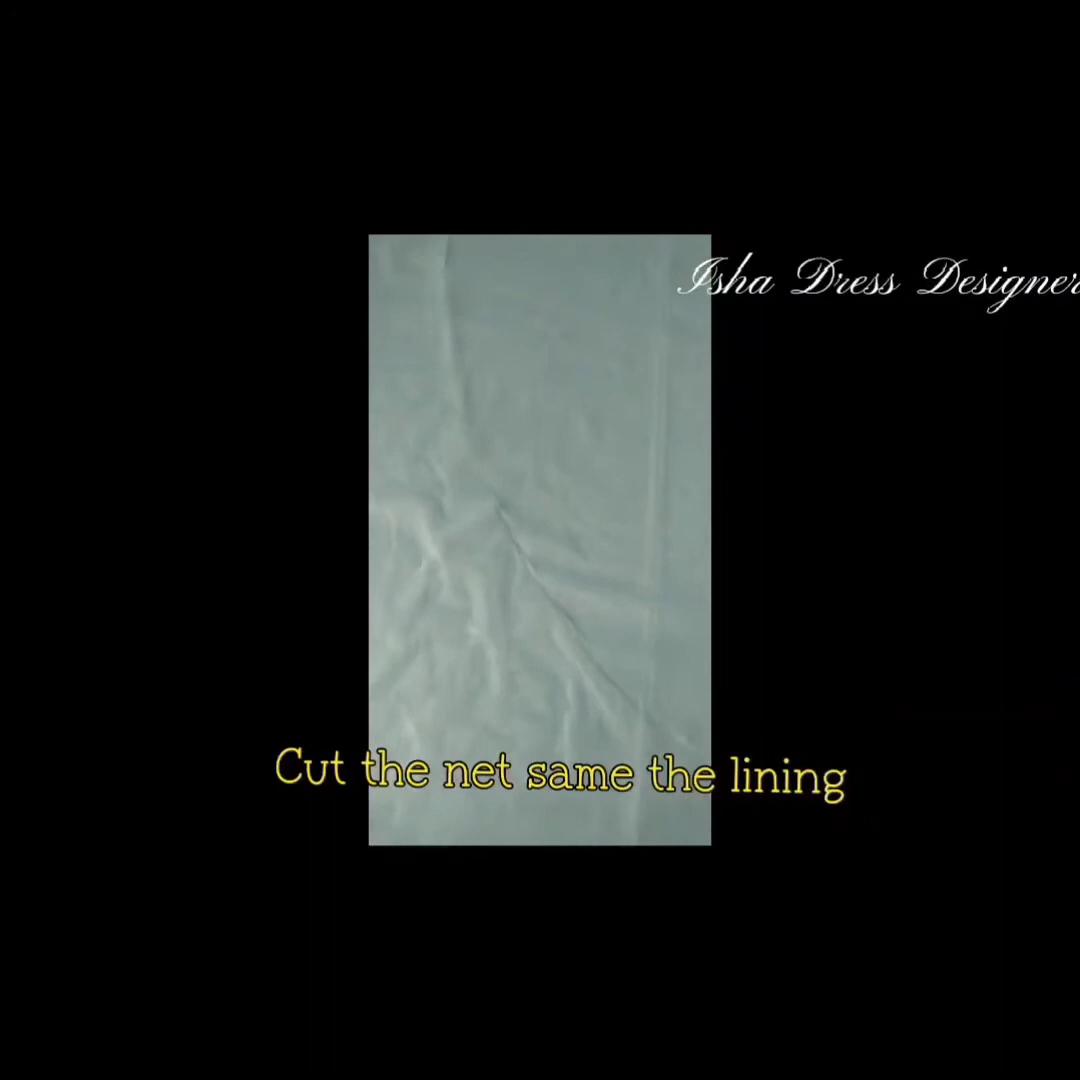 Isha Dress Designer
Cut the net same the lining